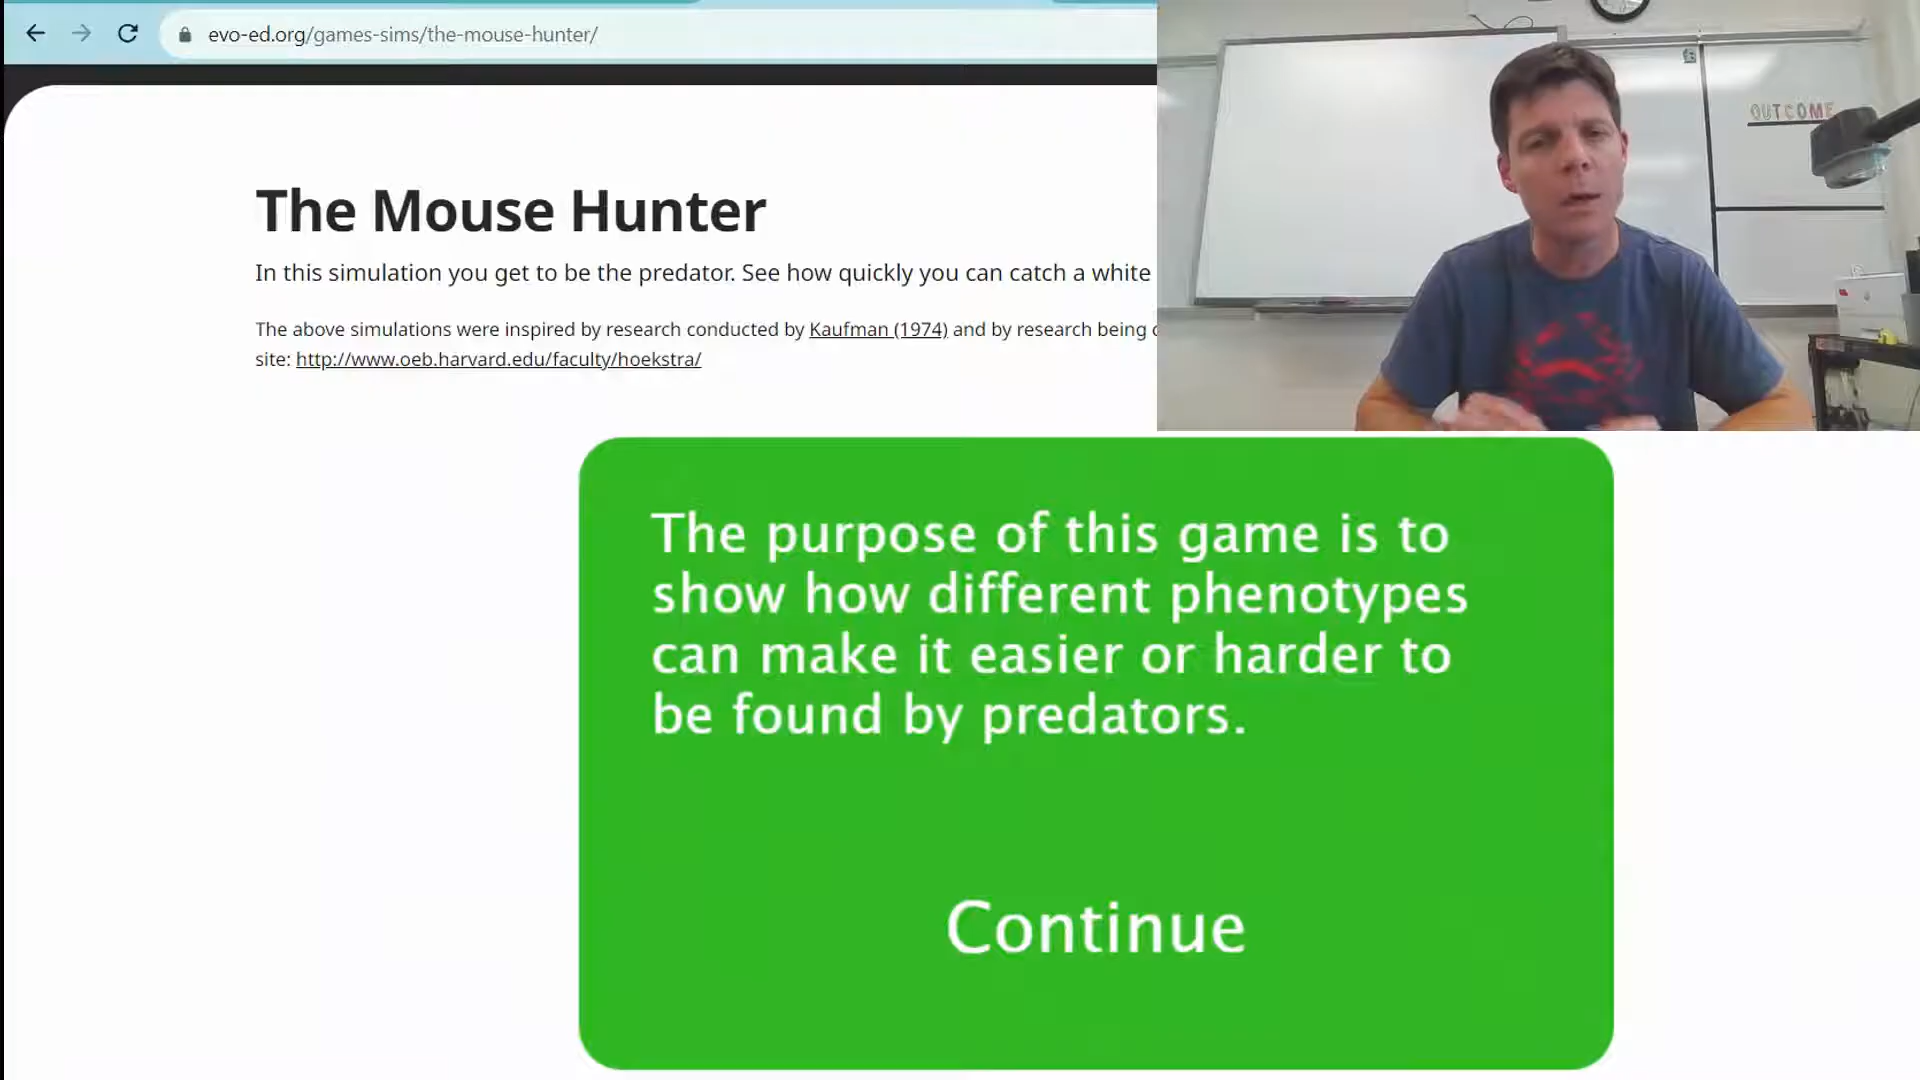 evo-ed.org/games-sims/the-mouse-hunter/
OUTCOME
The Mouse Hunter
In this simulation you get to be the predator. See how quickly you can catch a white
The above simulations were inspired by research conducted by Kaufman (1974) and by research being
site: http://www.oeb.harvard.edu/faculty/hoekstra/
The purpose of this game is to
show how different phenotypes
can make it easier or harder to
be found by predators.
Continue